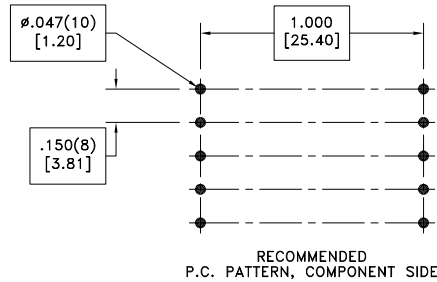 ø.047(10)
[1.20]
1.000
[25.40]
.150(8)
[3.81]
RECOMMENDED
P.C. PATTERN, COMPONENT SIDE